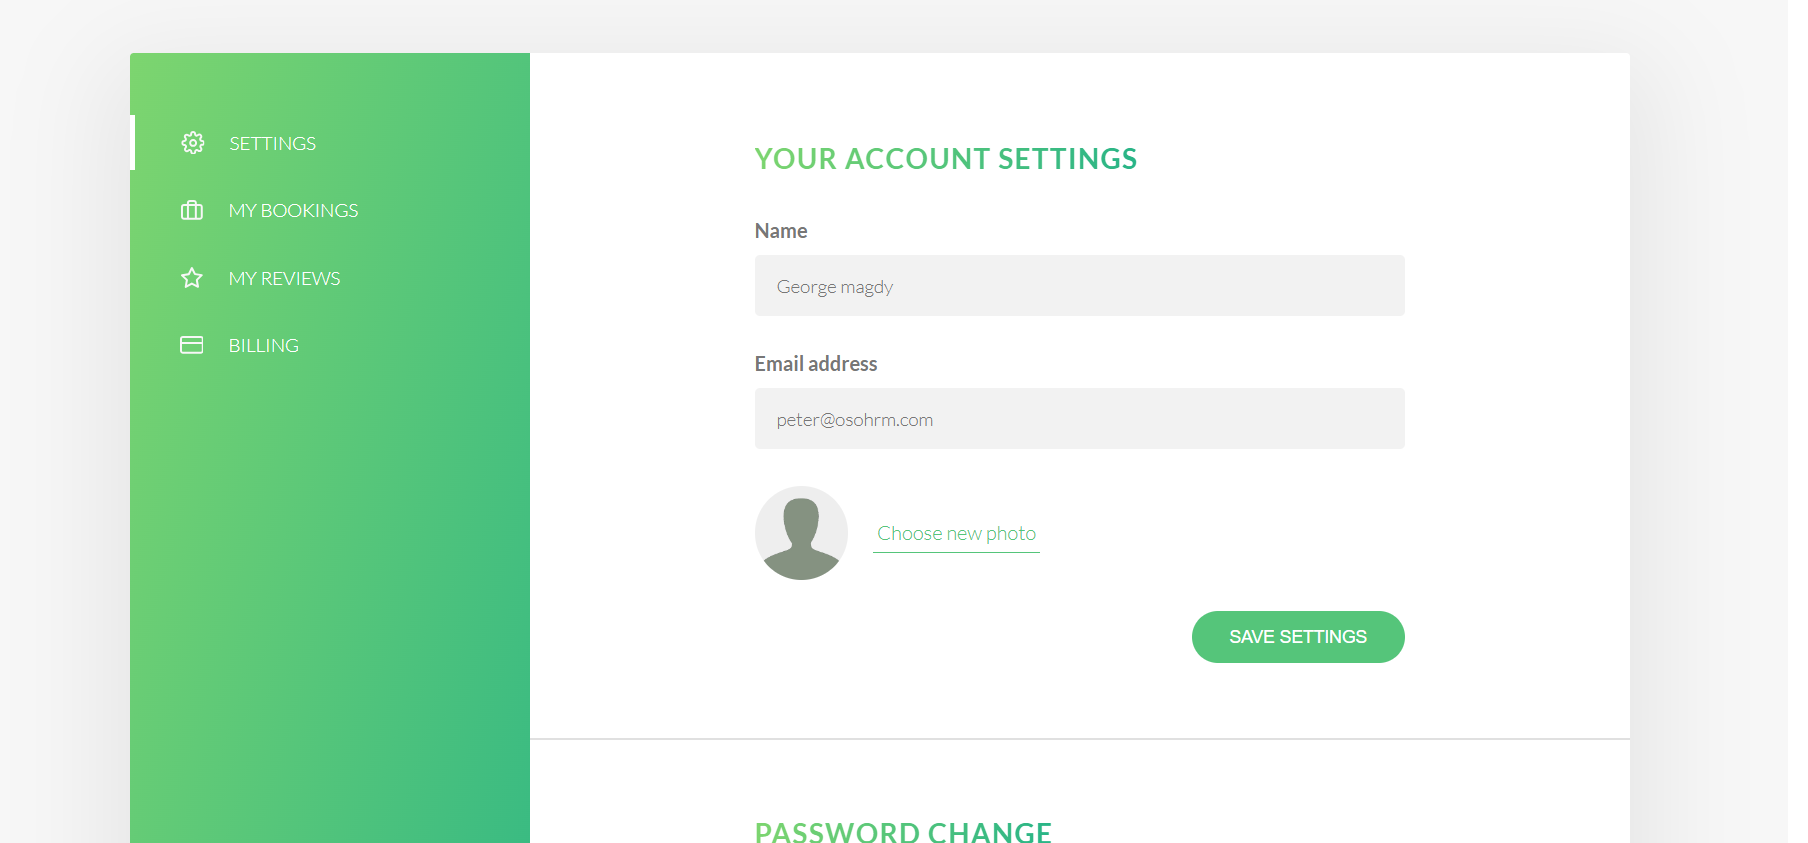 SETTINGS
MY BOOKINGS
MY REVIEWS
BILLING
YOUR ACCOUNT SETTINGS
Name
George magdy
Email address
peter@osohrm.com
Choose new photo
SAVE SETTINGS
PASSWORD CHANGE